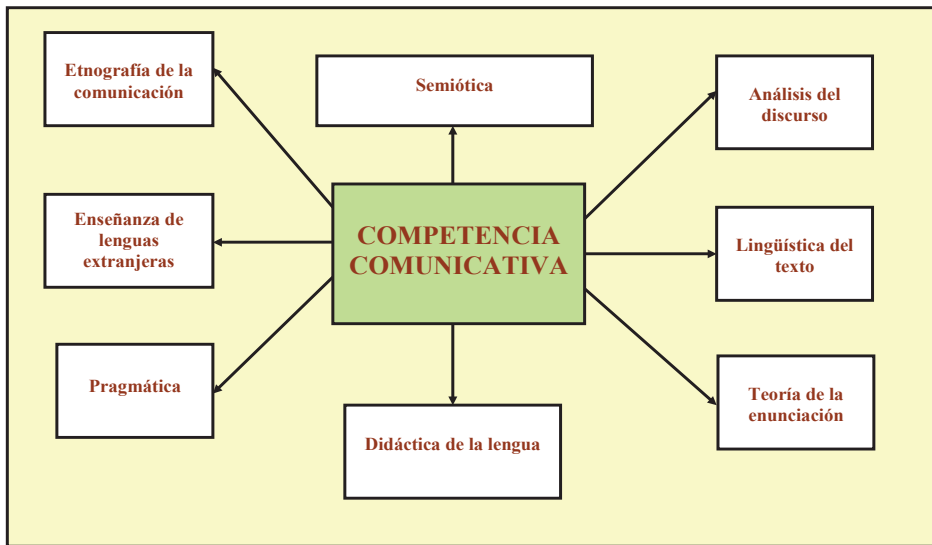 Etnografía de la
comunicación
Semiótica
Análisis del
discurso
Enseñanza de
lenguas
extranjeras
COMPETENCIA
COMUNICATIVA
Lingüística del
texto
Pragmática
Didáctica de la lengua
Teoría de la
enunciación